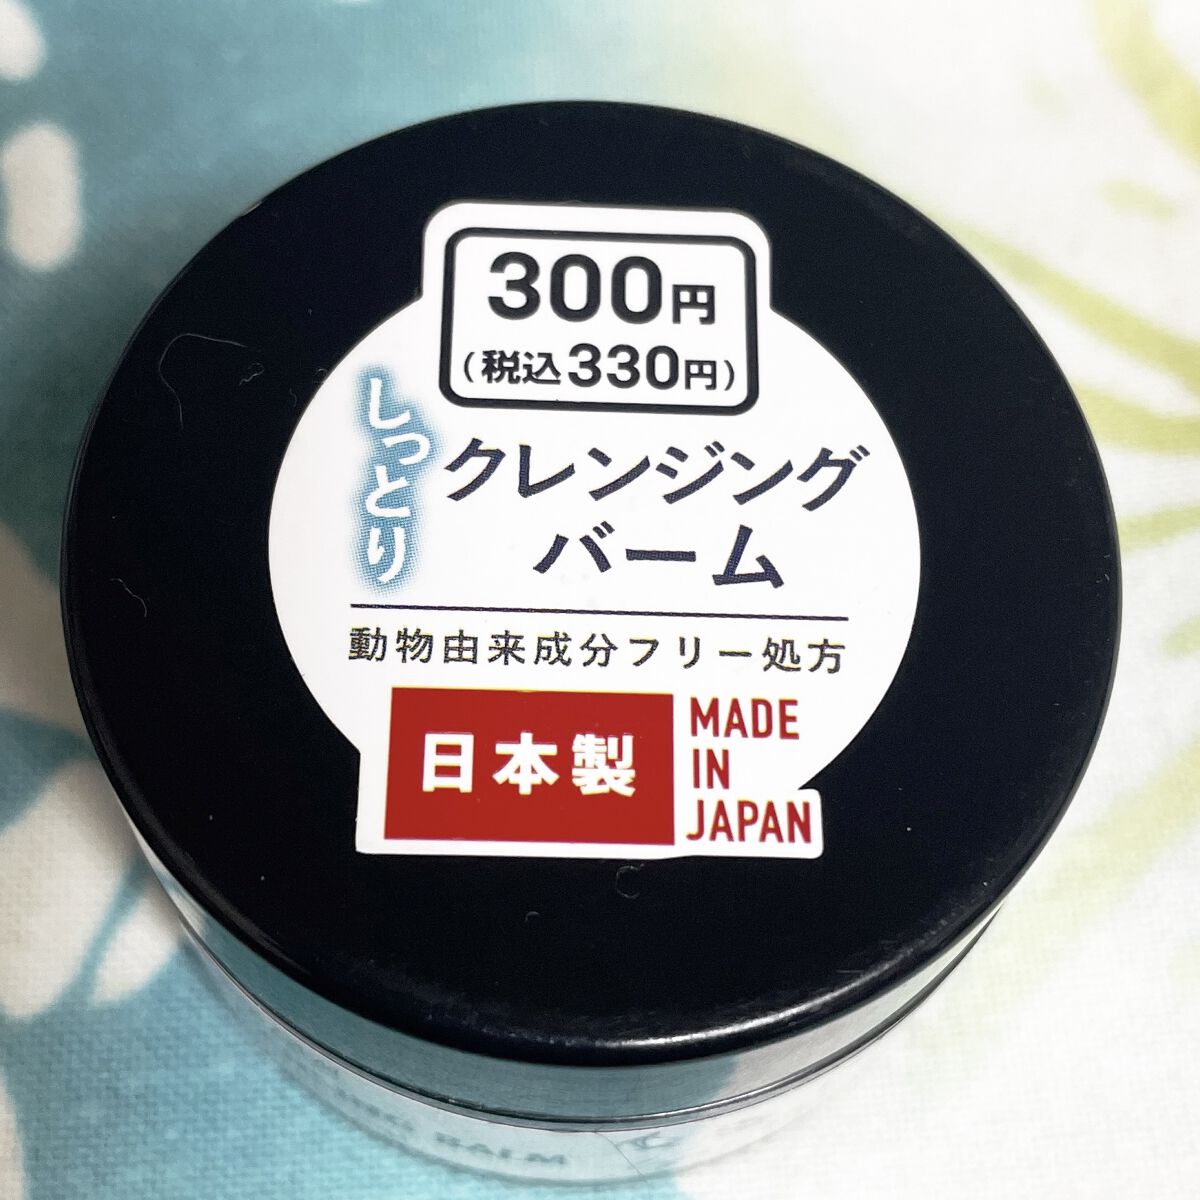 300円
(税込330円)
しっとり
クレンジング
バーム
動物由来成分フリー処方
日本製
MADE
IN
JAPAN
BALM